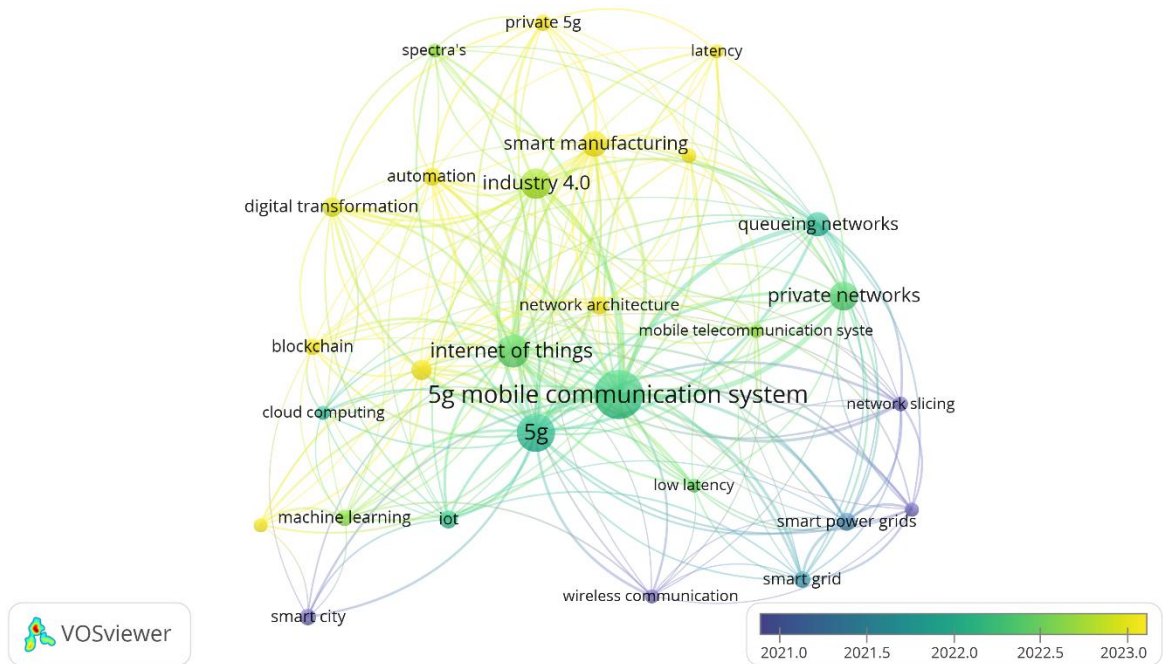 private 5g
spectra's
latency
smart manufacturing
automation
industry 4.0
digital transformation
queueing networks
private networks
network architecture
mobile telecommunication syste
blockchain
internet of things
5g mobile communication system
cloud computing
network slicing
5g
low latency
machine learning
iot
smart power grids
smart grid
wireless communication
smart city
VOSviewer
2021.0 2021.5 2022.0 2022.5 2023.0